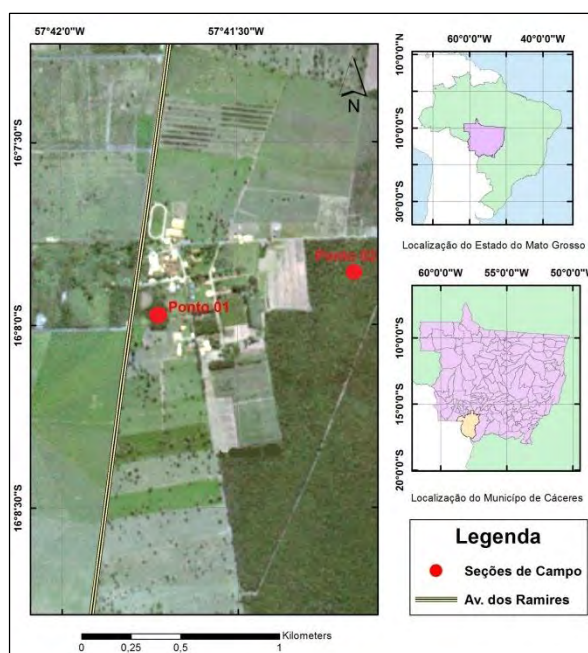 57°42'0"W 57°41'30"W
16°7'30"S
16°8'0"S
16°8'30"S
N
Ponto 02
Ponto 01
0 0,25 0,5 1
Kilometers
60°0'0"W 40°0'0"W
10°0'0"N
10°0'0"S
30°0'0"S
Localização do Estado do Mato Grosso
60°0'0"W 55°0'0"W 50°0'0"W
10°0'0"S
15°0'0"S
20°0'0"S
Localização do Municípo de Cáceres
Legenda
Seções de Campo
Av. dos Ramires